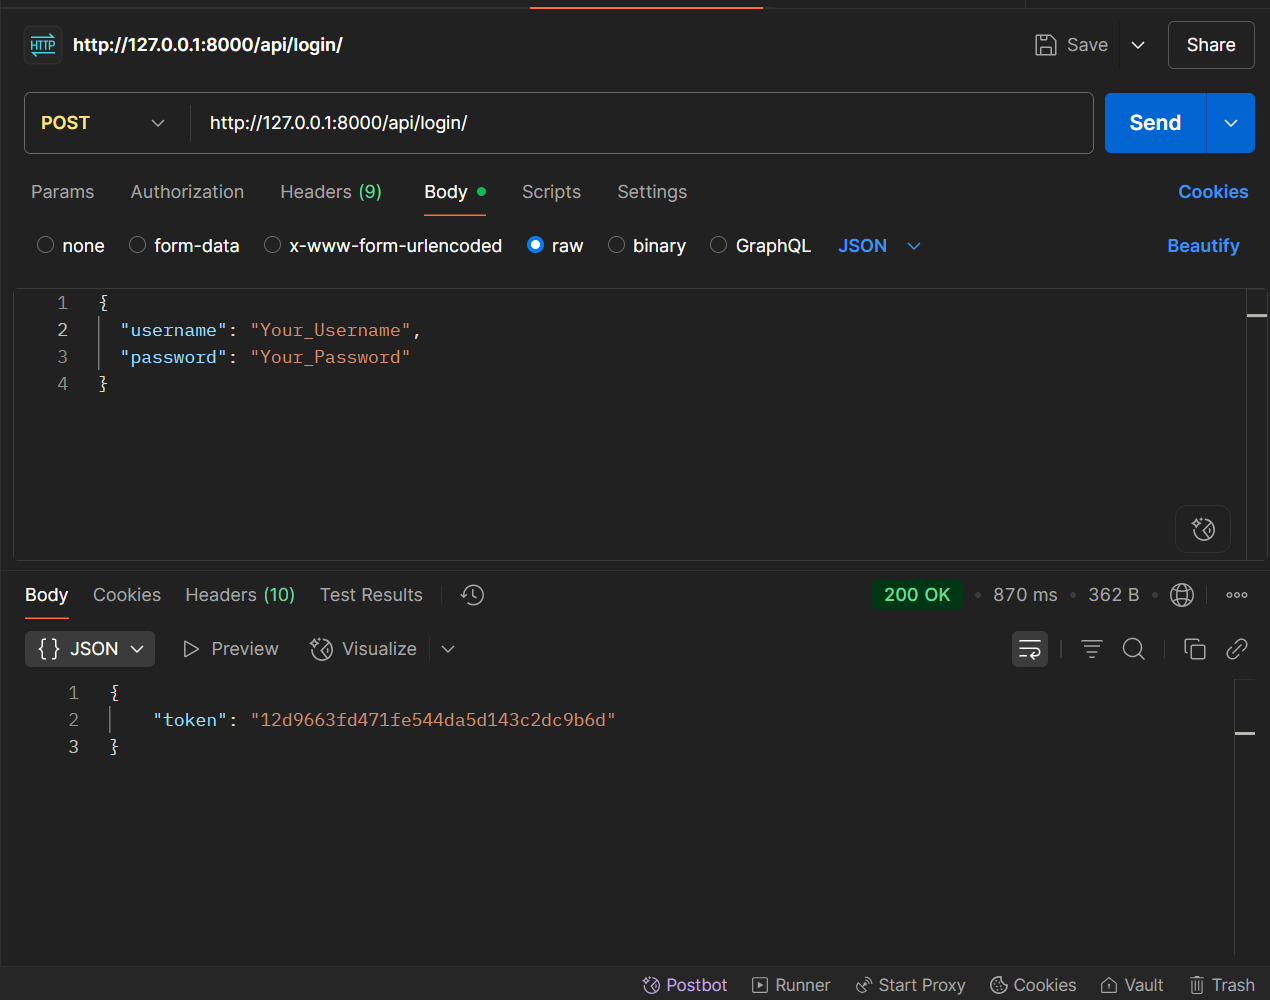 HTTP http://127.0.0.1:8000/api/login/ Save Share
POST http://127.0.0.1:8000/api/login/ Send
Params Authorization Headers (9) Body Scripts Settings Cookies
none form-data x-www-form-urlencoded raw binary GraphQL JSON Beautify
1 {
2 "username": "Your_Username",
3 "password": "Your_Password"
4 }
Body Cookies Headers (10) Test Results 200 OK • 870 ms • 362 B •
{} JSON Preview Visualize
1 {
2 "token": "12d9663fd471fe544da5d143c2dc9b6d"
3 }
Postbot Runner Start Proxy Cookies Vault Trash